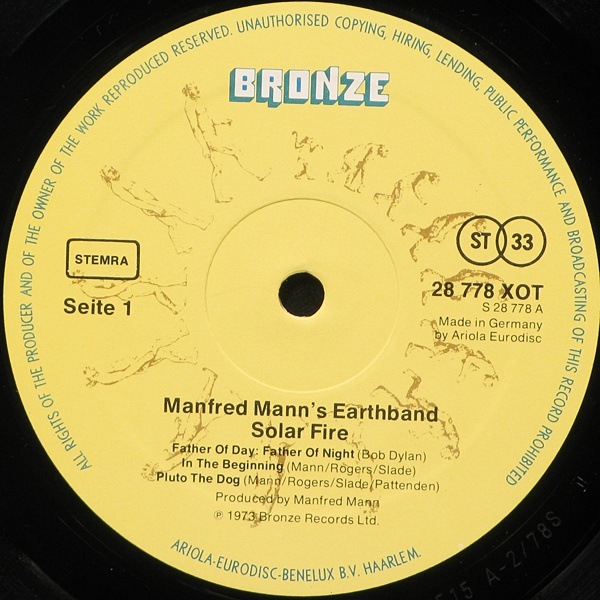 ALL RIGHTS OF THE PRODUCER AND OF THE OWNER OF THE WORK REPRODUCED RESERVED. UNAUTHORISED COPYING, HIRING, LENDING, PUBLIC PERFORMANCE AND BROADCASTING OF THIS RECORD PROHIBITED
BRONZE
STEMRA
ST 33
Seite 1
28 778 XOT
S 28 778 A
Made in Germany
by Ariola Eurodisc
Manfred Mann's Earthband
Solar Fire
Father Of Day: Father Of Night (Bob Dylan)
In The Beginning (Mann/Rogers/Slade)
Pluto The Dog (Mann/Rogers/Slade/Pattenden)
Produced by Manfred Mann
℗ 1973 Bronze Records Ltd.
ARIOLA-EURODISC-BENELUX B.V. HAARLEM.
A-2/78S